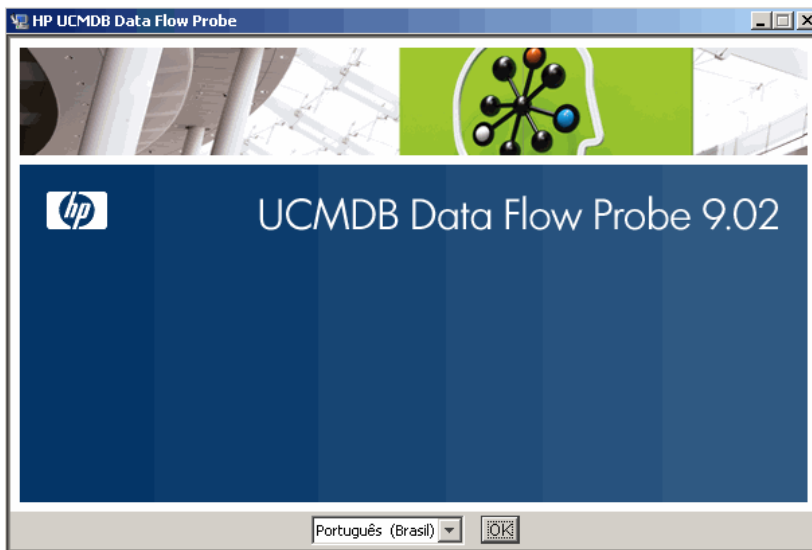 HP UCMDB Data Flow Probe
hp
UCMDB Data Flow Probe 9.02
Português (Brasil)
OK